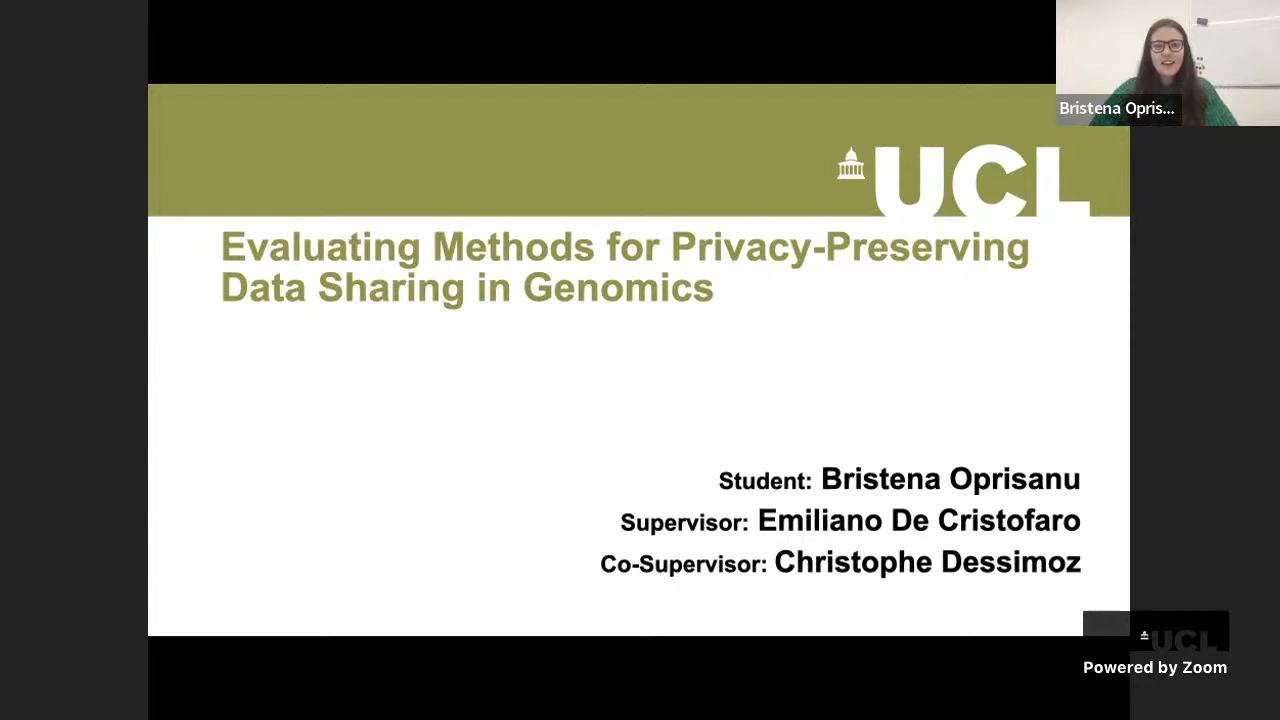 Bristena Opris...
UCL
Evaluating Methods for Privacy-Preserving
Data Sharing in Genomics
Student: Bristena Oprisanu
Supervisor: Emiliano De Cristofaro
Co-Supervisor: Christophe Dessimoz
UCL
Powered by Zoom